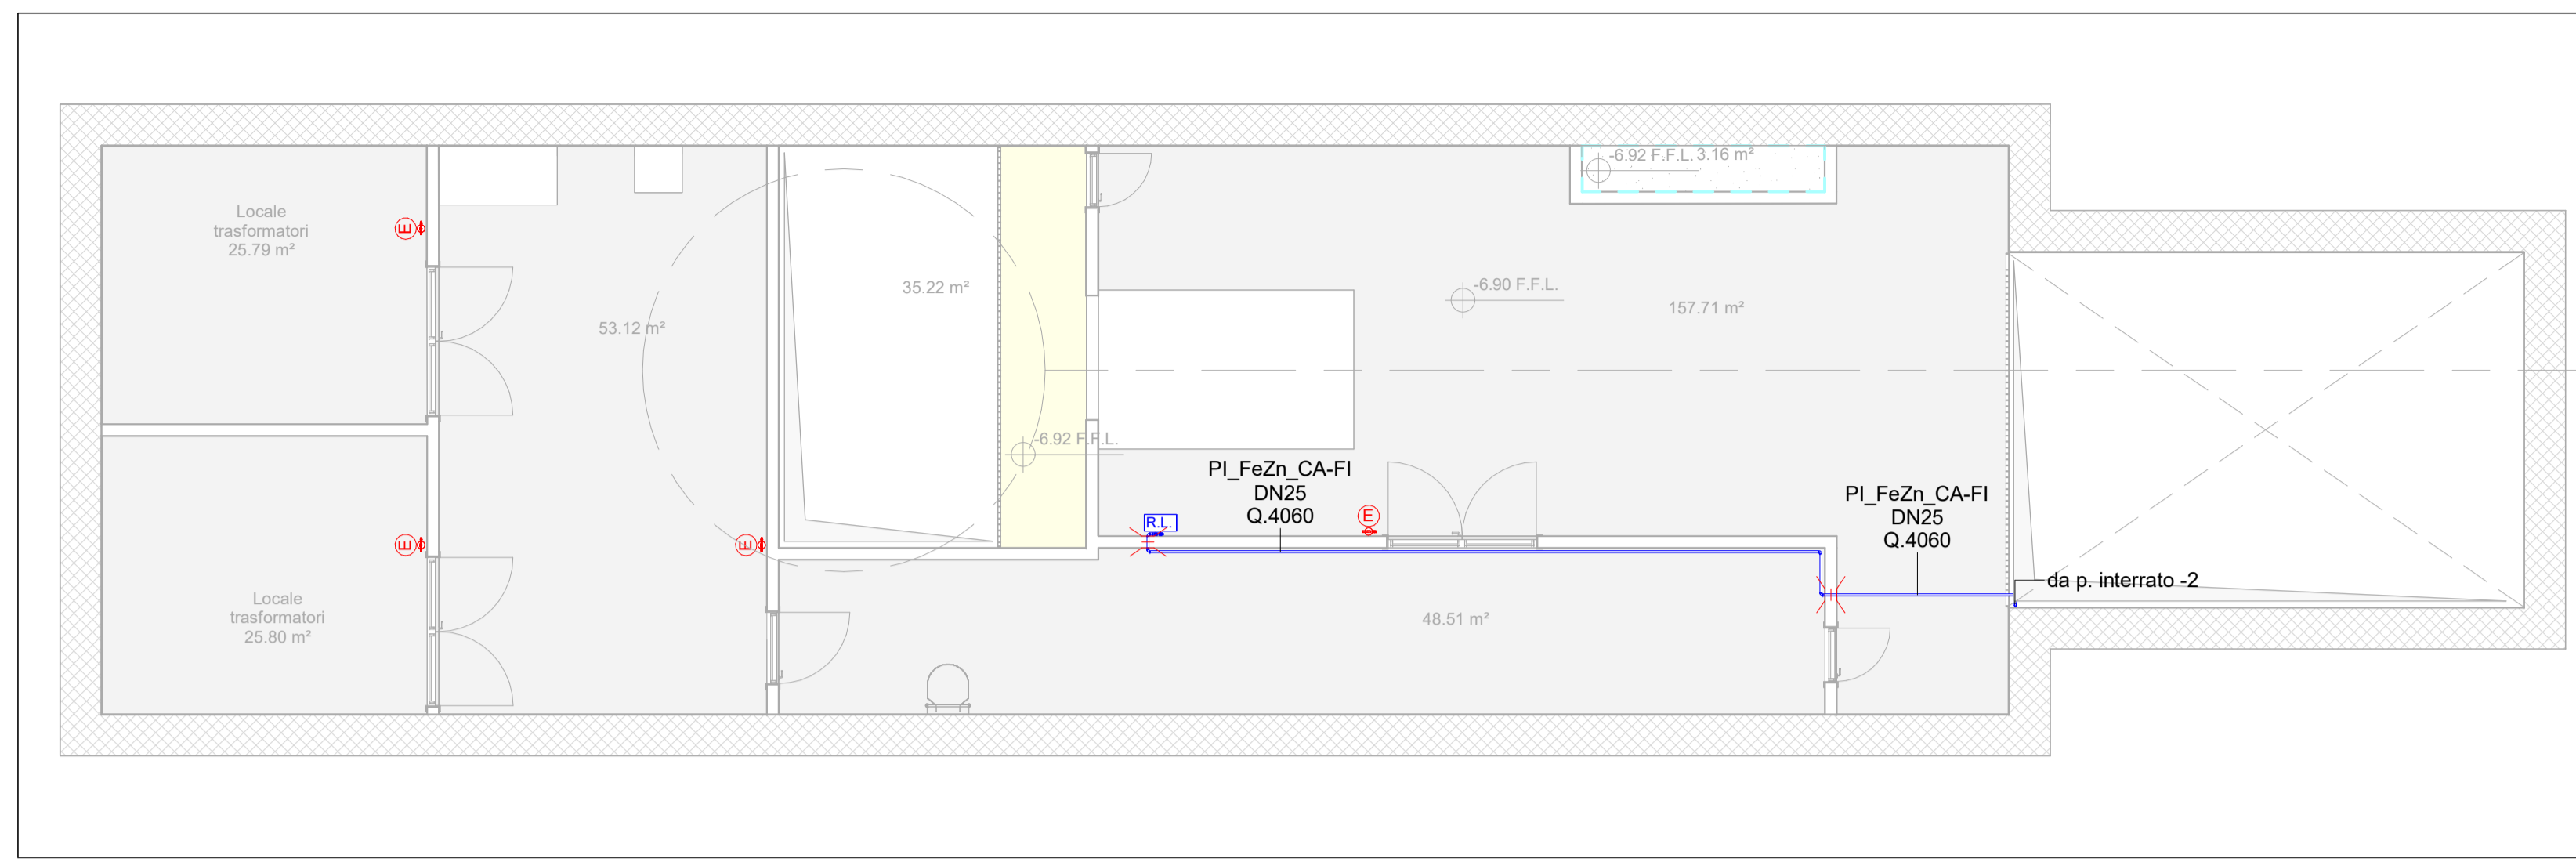 Locale
trasformatori
25.79 m²
E
53.12 m²
35.22 m²
-6.92 F.F.L.
-6.92 F.F.L. 3.16 m²
-6.90 F.F.L.
157.71 m²
PI_FeZn_CA-FI
DN25
Q.4060
R.L.
E
PI_FeZn_CA-FI
DN25
Q.4060
da p. interrato -2
E
E
Locale
trasformatori
25.80 m²
48.51 m²